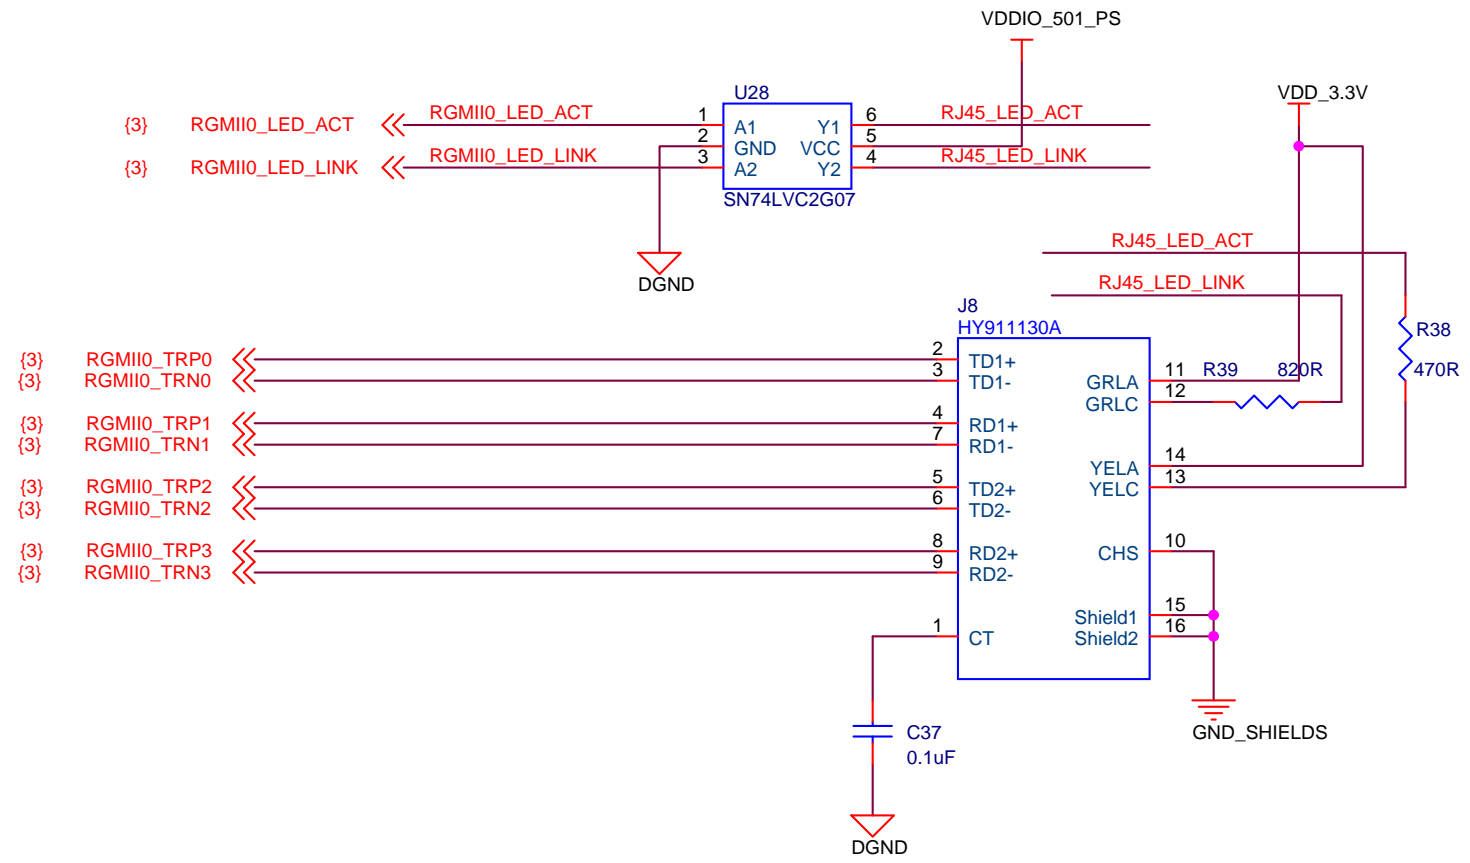 VDDIO_501_PS
U28
VDD_3.3V
{3} RGMII0_LED_ACT RGMII0_LED_ACT 1 A1 Y1 6 RJ45_LED_ACT
2 GND VCC 5
{3} RGMII0_LED_LINK RGMII0_LED_LINK 3 A2 Y2 4 RJ45_LED_LINK
SN74LVC2G07
RJ45_LED_ACT
DGND
RJ45_LED_LINK
J8
HY911130A
R38
{3} RGMII0_TRP0 2 TD1+
R39 820R 470R
{3} RGMII0_TRN0 3 TD1- GRLA 11
GRLC 12
{3} RGMII0_TRP1 4 RD1+
{3} RGMII0_TRN1 7 RD1-
YELA 14
{3} RGMII0_TRP2 5 TD2+ YELC 13
{3} RGMII0_TRN2 6 TD2-
{3} RGMII0_TRP3 8 RD2+ CHS 10
{3} RGMII0_TRN3 9 RD2-
Shield1 15
1 CT Shield2 16
C37
0.1uF
GND_SHIELDS
DGND